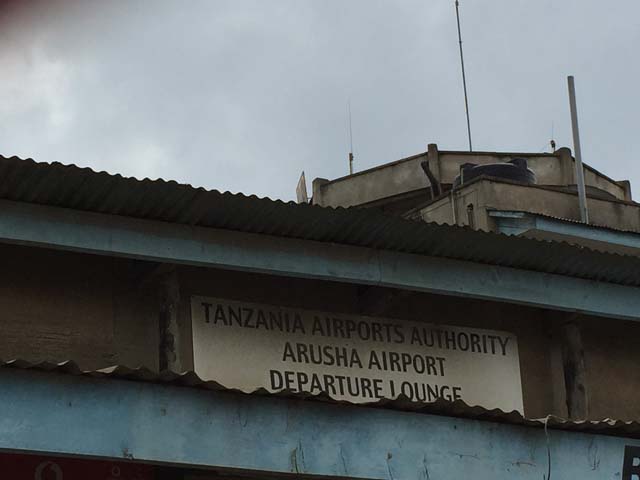 TANZANIA AIRPORTS AUTHORITY
ARUSHA AIRPORT
DEPARTURE LOUNGE